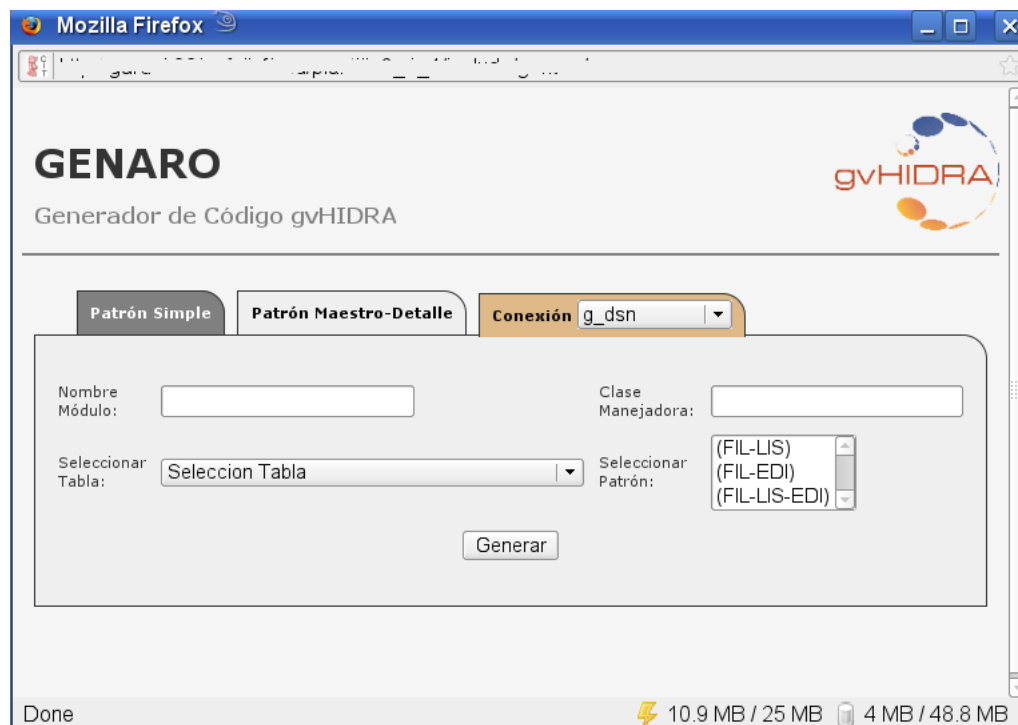 Mozilla Firefox
GENARO
gvHIDRA
Generador de Código gvHIDRA
Patrón Simple
Patrón Maestro-Detalle
Conexión g_dsn
Nombre Módulo:
Clase Manejadora:
Seleccionar Tabla:
Seleccion Tabla
Seleccionar Patrón:
(FIL-LIS)
(FIL-EDI)
(FIL-LIS-EDI)
Generar
Done
10.9 MB / 25 MB
4 MB / 48.8 MB